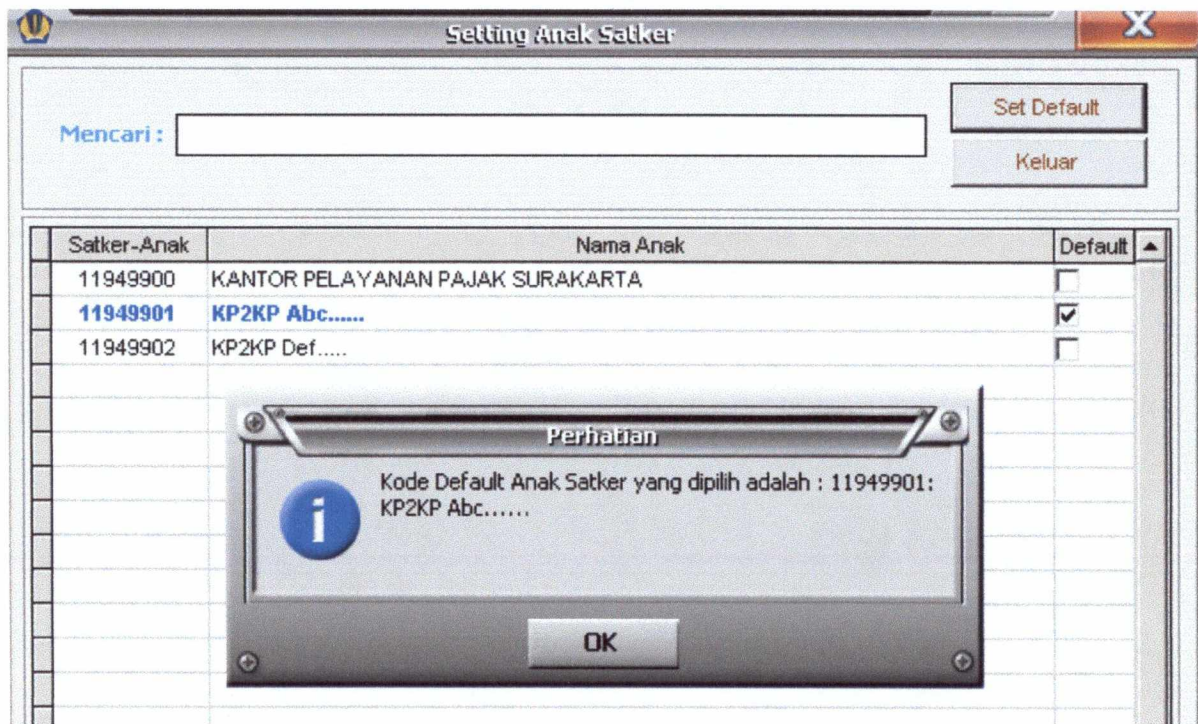 Setting Anak Satker
X
Set Default
Mencari :
Keluar
Satker-Anak Nama Anak Default
11949900 KANTOR PELAYANAN PAJAK SURAKARTA
11949901 KP2KP Abc......
11949902 KP2KP Def.....
Perhatian
i
Kode Default Anak Satker yang dipilih adalah : 11949901:
KP2KP Abc......
OK